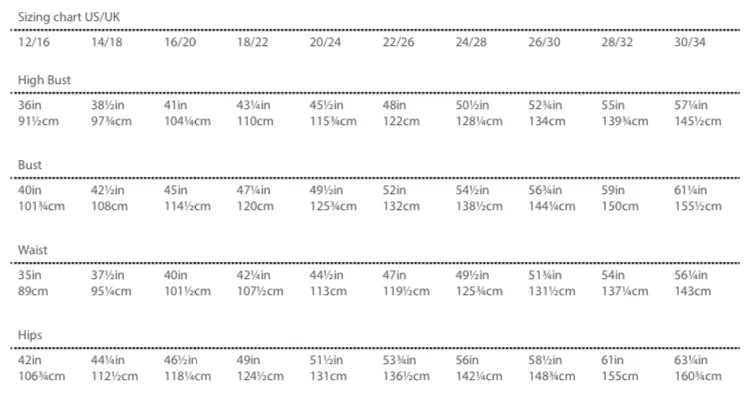 Sizing chart US/UK
12/16 14/18 16/20 18/22 20/24 22/26 24/28 26/30 28/32 30/34
High Bust
36in 38½in 41in 43¼in 45½in 48in 50½in 52¾in 55in 57¼in
91½cm 97¾cm 104¼cm 110cm 115¾cm 122cm 128¼cm 134cm 139¾cm 145½cm
Bust
40in 42½in 45in 47¼in 49½in 52in 54½in 56¾in 59in 61¼in
101¾cm 108cm 114½cm 120cm 125¾cm 132cm 138½cm 144¼cm 150cm 155½cm
Waist
35in 37½in 40in 42¼in 44½in 47in 49½in 51¾in 54in 56¼in
89cm 95¼cm 101½cm 107½cm 113cm 119½cm 125¾cm 131½cm 137¼cm 143cm
Hips
42in 44¼in 46½in 49in 51½in 53¾in 56in 58½in 61in 63¼in
106¾cm 112½cm 118¼cm 124½cm 131cm 136½cm 142¼cm 148¾cm 155cm 160¾cm